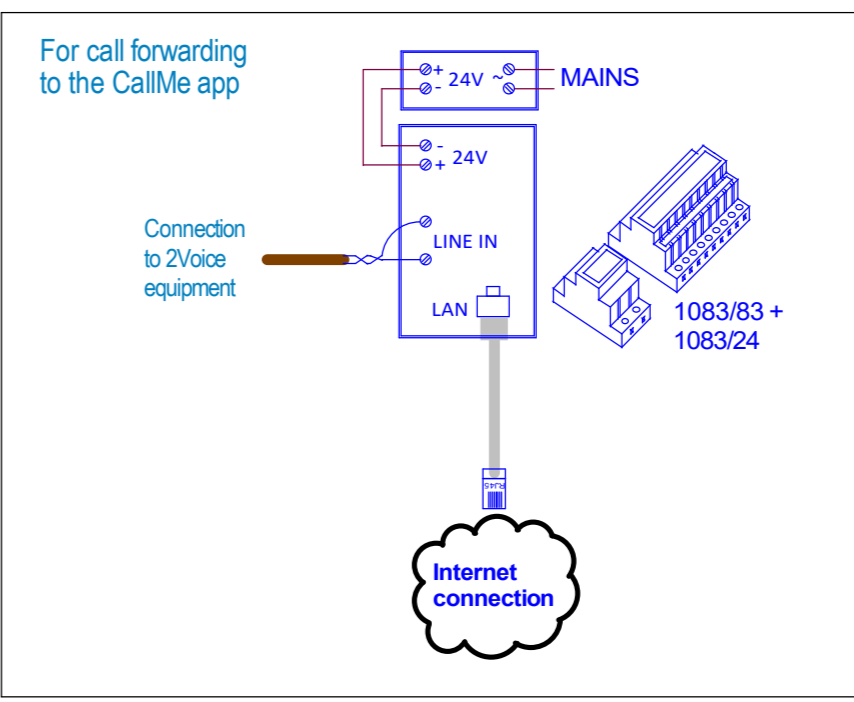 For call forwarding
to the CallMe app
+ 24V ~
-
MAINS
-
+ 24V
Connection
to 2Voice
equipment
LINE IN
LAN
1083/83 +
1083/24
RJ45
Internet
connection